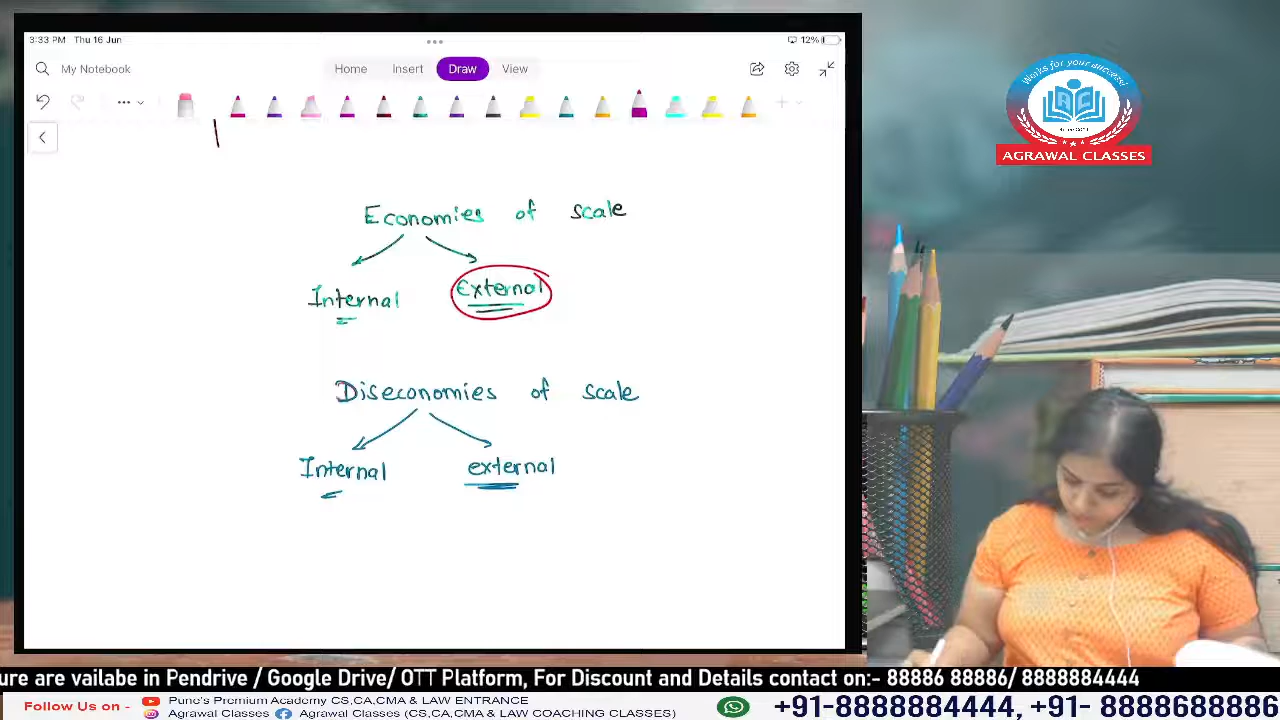 3:33 PM Thu 16 Jun
12%
My Notebook
Home Insert Draw View
Economies of scale
Internal External
Diseconomies of scale
Internal external
Works for your success
AC
AGRAWAL CLASSES
ure are vailabe in Pendrive / Google Drive/ OTT Platform, For Discount and Details contact on:- 88886 88886/ 8888884444
Follow Us on - Pune's Premium Academy CS,CA,CMA & LAW ENTRANCE
Agrawal Classes Agrawal Classes (CS,CA,CMA & LAW COACHING CLASSES)
+91-8888884444, +91- 8888688886